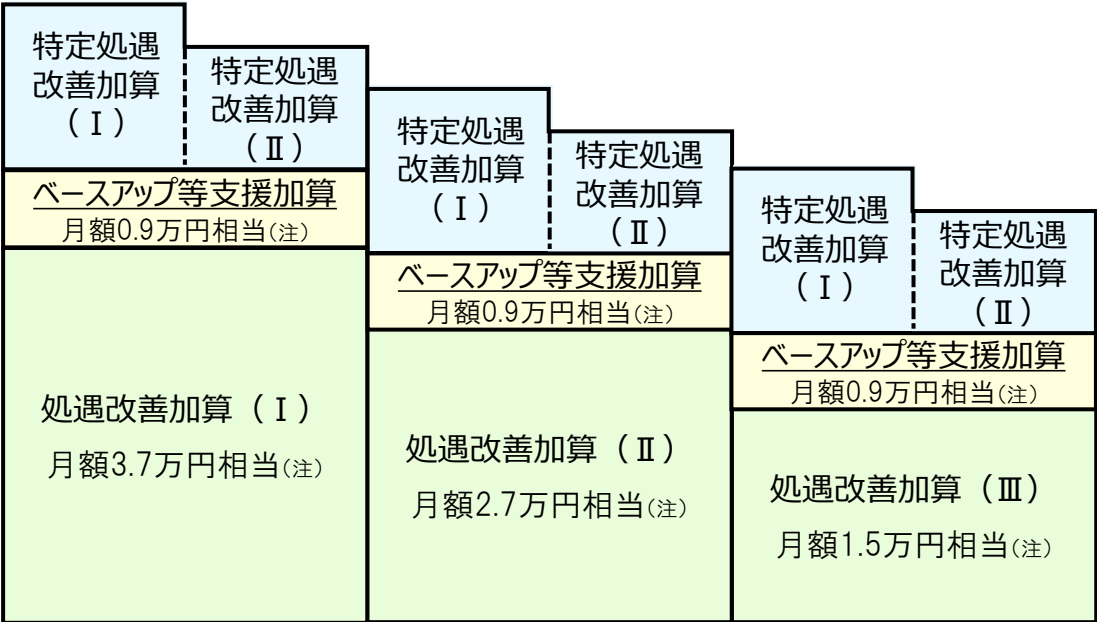 特定処遇
改善加算
（Ⅰ）
特定処遇
改善加算
（Ⅱ）
ベースアップ等支援加算
月額0.9万円相当(注)
処遇改善加算（Ⅰ）
月額3.7万円相当(注)
特定処遇
改善加算
（Ⅰ）
特定処遇
改善加算
（Ⅱ）
ベースアップ等支援加算
月額0.9万円相当(注)
処遇改善加算（Ⅱ）
月額2.7万円相当(注)
特定処遇
改善加算
（Ⅰ）
特定処遇
改善加算
（Ⅱ）
ベースアップ等支援加算
月額0.9万円相当(注)
処遇改善加算（Ⅲ）
月額1.5万円相当(注)